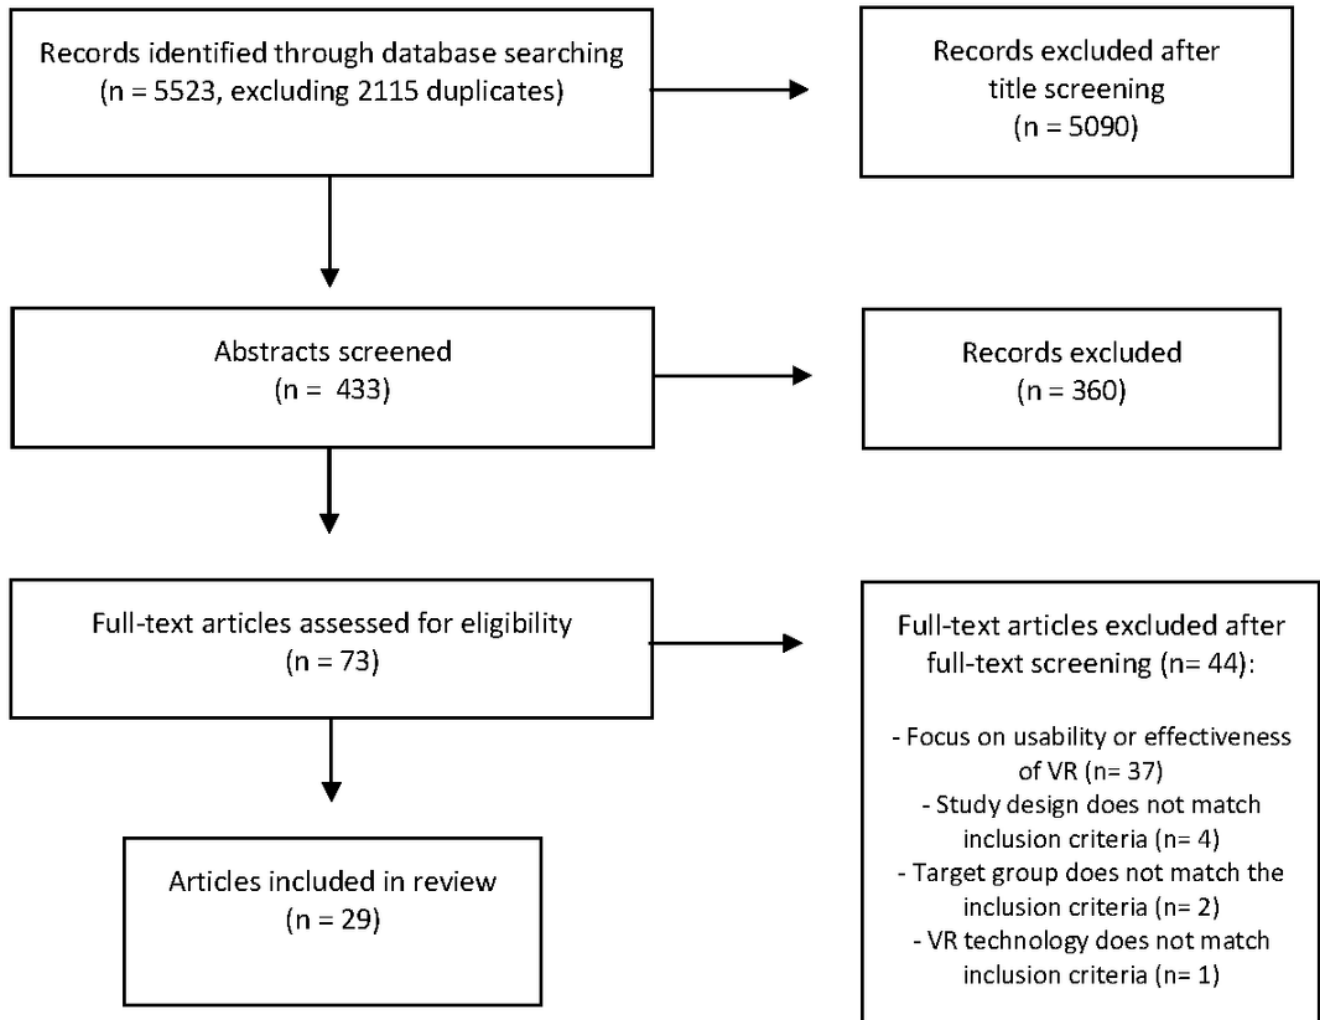 Records identified through database searching
(n = 5523, excluding 2115 duplicates)
Records excluded after
title screening
(n = 5090)
Abstracts screened
(n =  433)
Records excluded
(n = 360)
Full-text articles assessed for eligibility
(n = 73)
Full-text articles excluded after
full-text screening (n= 44):
- Focus on usability or effectiveness
of VR (n= 37)
- Study design does not match
inclusion criteria (n= 4)
- Target group does not match the
inclusion criteria (n= 2)
- VR technology does not match
inclusion criteria (n= 1)
Articles included in review
(n = 29)